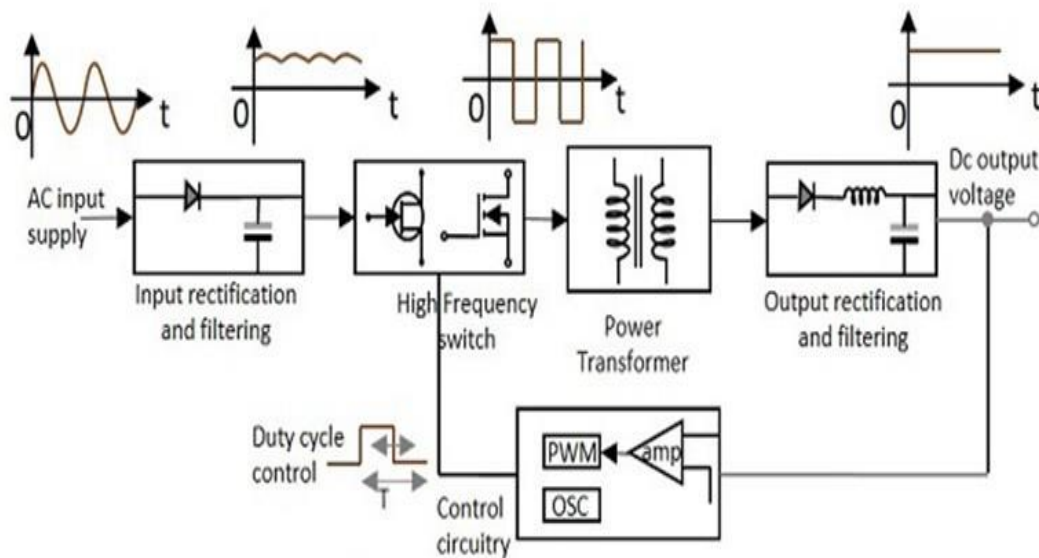 0
t
0
t
0
t
0
t
AC input
supply
Dc output
voltage
Input rectification
and filtering
High Frequency
switch
Power
Transformer
Output rectification
and filtering
Duty cycle
control
T
PWM
amp
OSC
Control
circuitry